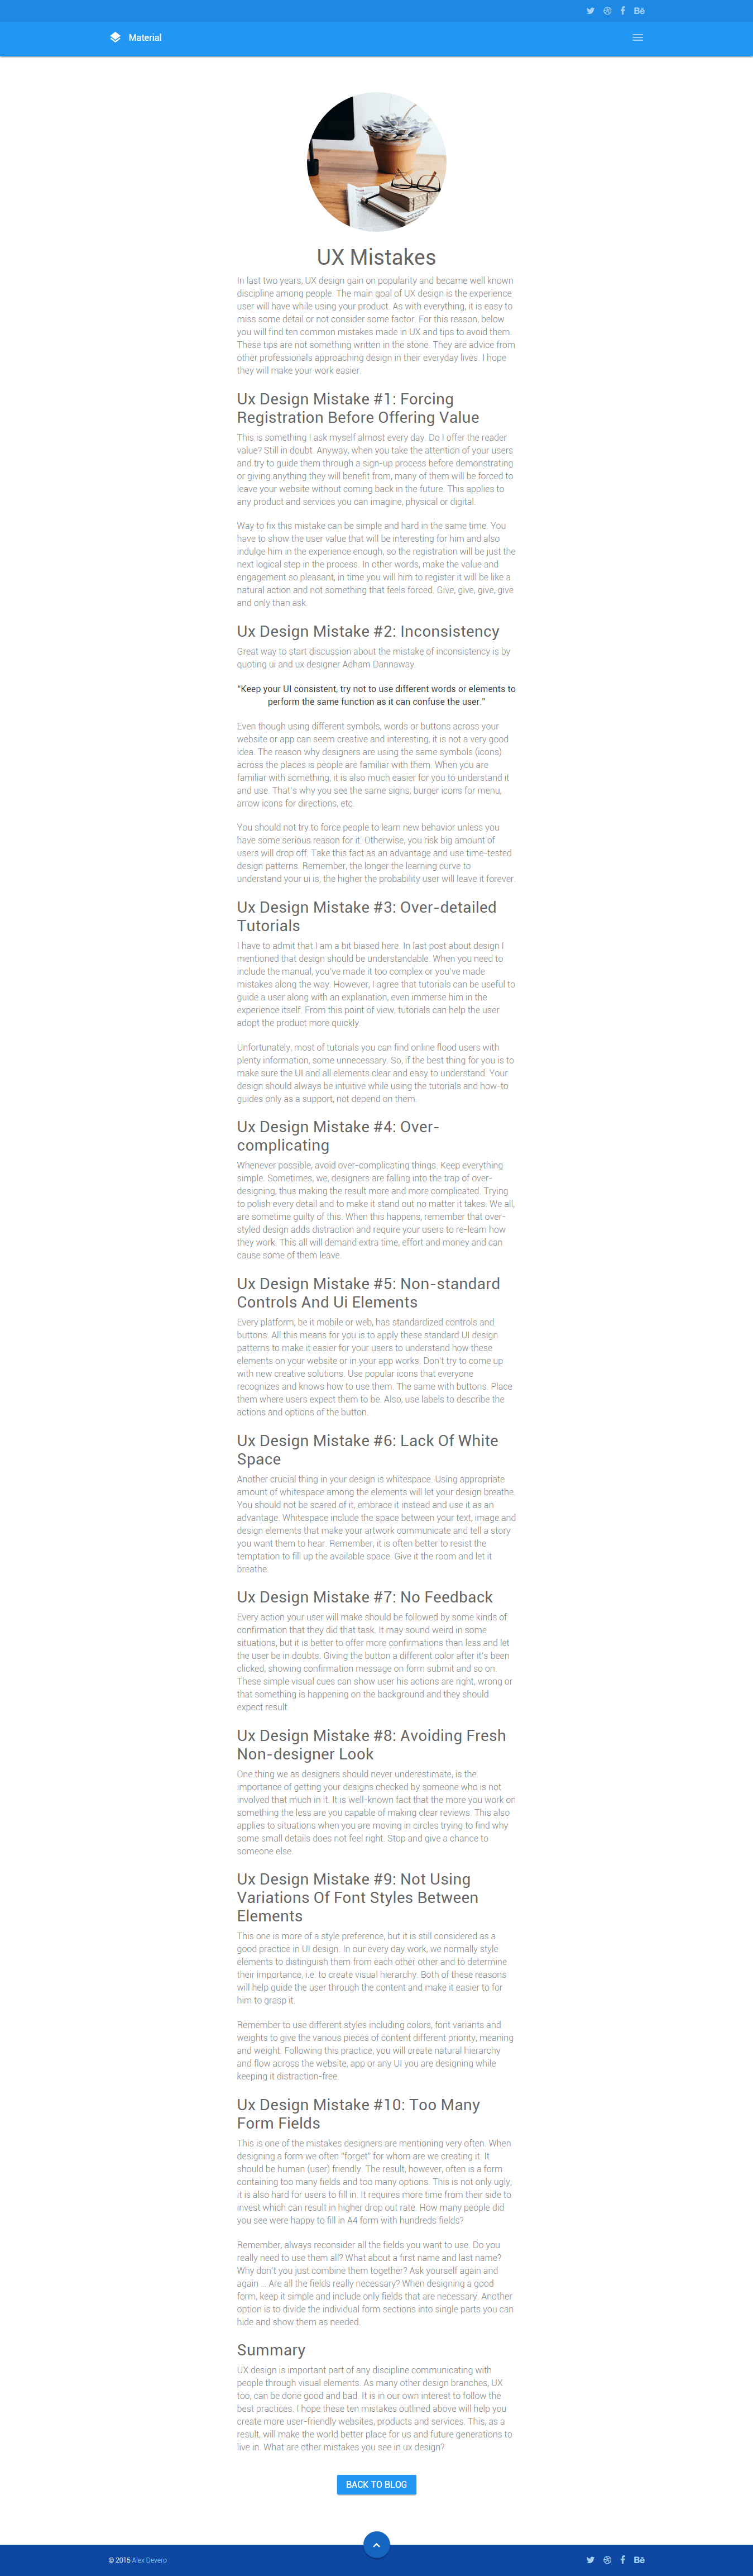 Material
UX Mistakes
In last two years, UX design gain on popularity and became well known
discipline among people. The main goal of UX design is the experience
user will have while using your product. As with everything, it is easy to
miss some detail or not consider some factor. For this reason, below
you will find ten common mistakes made in UX and tips to avoid them.
These tips are not something written in the stone. They are advice from
other professionals approaching design in their everyday lives. I hope
they will make your work easier.
Ux Design Mistake #1: Forcing
Registration Before Offering Value
This is something I ask myself almost every day. Do I offer the reader
value? Still in doubt. Anyway, when you take the attention of your users
and try to guide them through a sign-up process before demonstrating
or giving anything they will benefit from, many of them will be forced to
leave your website without coming back in the future. This applies to
any product and services you can imagine, physical or digital.
Way to fix this mistake can be simple and hard in the same time. You
have to show the user value that will be interesting for him and also
indulge him in the experience enough, so the registration will be just the
next logical step in the process. In other words, make the value and
engagement so pleasant, in time you will him to register it will be like a
natural action and not something that feels forced. Give, give, give, give
and only than ask.
Ux Design Mistake #2: Inconsistency
Great way to start discussion about the mistake of inconsistency is by
quoting ui and ux designer Adham Dannaway.
"Keep your UI consistent, try not to use different words or elements to
perform the same function as it can confuse the user."
Even though using different symbols, words or buttons across your
website or app can seem creative and interesting, it is not a very good
idea. The reason why designers are using the same symbols (icons)
across the places is people are familiar with them. When you are
familiar with something, it is also much easier for you to understand it
and use. That's why you see the same signs, burger icons for menu,
arrow icons for directions, etc.
You should not try to force people to learn new behavior unless you
have some serious reason for it. Otherwise, you risk big amount of
users will drop off. Take this fact as an advantage and use time-tested
design patterns. Remember, the longer the learning curve to
understand your ui is, the higher the probability user will leave it forever.
Ux Design Mistake #3: Over-detailed
Tutorials
I have to admit that I am a bit biased here. In last post about design I
mentioned that design should be understandable. When you need to
include the manual, you've made it too complex or you've made
mistakes along the way. However, I agree that tutorials can be useful to
guide a user along with an explanation, even immerse him in the
experience itself. From this point of view, tutorials can help the user
adopt the product more quickly.
Unfortunately, most of tutorials you can find online flood users with
plenty information, some unnecessary. So, if the best thing for you is to
make sure the UI and all elements clear and easy to understand. Your
design should always be intuitive while using the tutorials and how-to
guides only as a support, not depend on them.
Ux Design Mistake #4: Over-
complicating
Whenever possible, avoid over-complicating things. Keep everything
simple. Sometimes, we, designers are falling into the trap of over-
designing, thus making the result more and more complicated. Trying
to polish every detail and to make it stand out no matter it takes. We all,
are sometime guilty of this. When this happens, remember that over-
styled design adds distraction and require your users to re-learn how
they work. This all will demand extra time, effort and money and can
cause some of them leave.
Ux Design Mistake #5: Non-standard
Controls And Ui Elements
Every platform, be it mobile or web, has standardized controls and
buttons. All this means for you is to apply these standard UI design
patterns to make it easier for your users to understand how these
elements on your website or in your app works. Don't try to come up
with new creative solutions. Use popular icons that everyone
recognizes and knows how to use them. The same with buttons. Place
them where users expect them to be. Also, use labels to describe the
actions and options of the button.
Ux Design Mistake #6: Lack Of White
Space
Another crucial thing in your design is whitespace. Using appropriate
amount of whitespace among the elements will let your design breathe.
You should not be scared of it, embrace it instead and use it as an
advantage. Whitespace include the space between your text, image and
design elements that make your artwork communicate and tell a story
you want them to hear. Remember, it is often better to resist the
temptation to fill up the available space. Give it the room and let it
breathe.
Ux Design Mistake #7: No Feedback
Every action your user will make should be followed by some kinds of
confirmation that they did that task. It may sound weird in some
situations, but it is better to offer more confirmations than less and let
the user be in doubts. Giving the button a different color after it's been
clicked, showing confirmation message on form submit and so on.
These simple visual cues can show user his actions are right, wrong or
that something is happening on the background and they should
expect result.
Ux Design Mistake #8: Avoiding Fresh
Non-designer Look
One thing we as designers should never underestimate, is the
importance of getting your designs checked by someone who is not
involved that much in it. It is well-known fact that the more you work on
something the less are you capable of making clear reviews. This also
applies to situations when you are moving in circles trying to find why
some small details does not feel right. Stop and give a chance to
someone else.
Ux Design Mistake #9: Not Using
Variations Of Font Styles Between
Elements
This one is more of a style preference, but it is still considered as a
good practice in UI design. In our every day work, we normally style
elements to distinguish them from each other other and to determine
their importance, i.e. to create visual hierarchy. Both of these reasons
will help guide the user through the content and make it easier to for
him to grasp it.
Remember to use different styles including colors, font variants and
weights to give the various pieces of content different priority, meaning
and weight. Following this practice, you will create natural hierarchy
and flow across the website, app or any UI you are designing while
keeping it distraction-free.
Ux Design Mistake #10: Too Many
Form Fields
This is one of the mistakes designers are mentioning very often. When
designing a form we often "forget" for whom are we creating it. It
should be human (user) friendly. The result, however, often is a form
containing too many fields and too many options. This is not only ugly,
it is also hard for users to fill in. It requires more time from their side to
invest which can result in higher drop out rate. How many people did
you see were happy to fill in A4 form with hundreds fields?
Remember, always reconsider all the fields you want to use. Do you
really need to use them all? What about a first name and last name?
Why don't you just combine them together? Ask yourself again and
again ... Are all the fields really necessary? When designing a good
form, keep it simple and include only fields that are necessary. Another
option is to divide the individual form sections into single parts you can
hide and show them as needed.
Summary
UX design is important part of any discipline communicating with
people through visual elements. As many other design branches, UX
too, can be done good and bad. It is in our own interest to follow the
best practices. I hope these ten mistakes outlined above will help you
create more user-friendly websites, products and services. This, as a
result, will make the world better place for us and future generations to
live in. What are other mistakes you see in ux design?
BACK TO BLOG
© 2015 Alex Devero